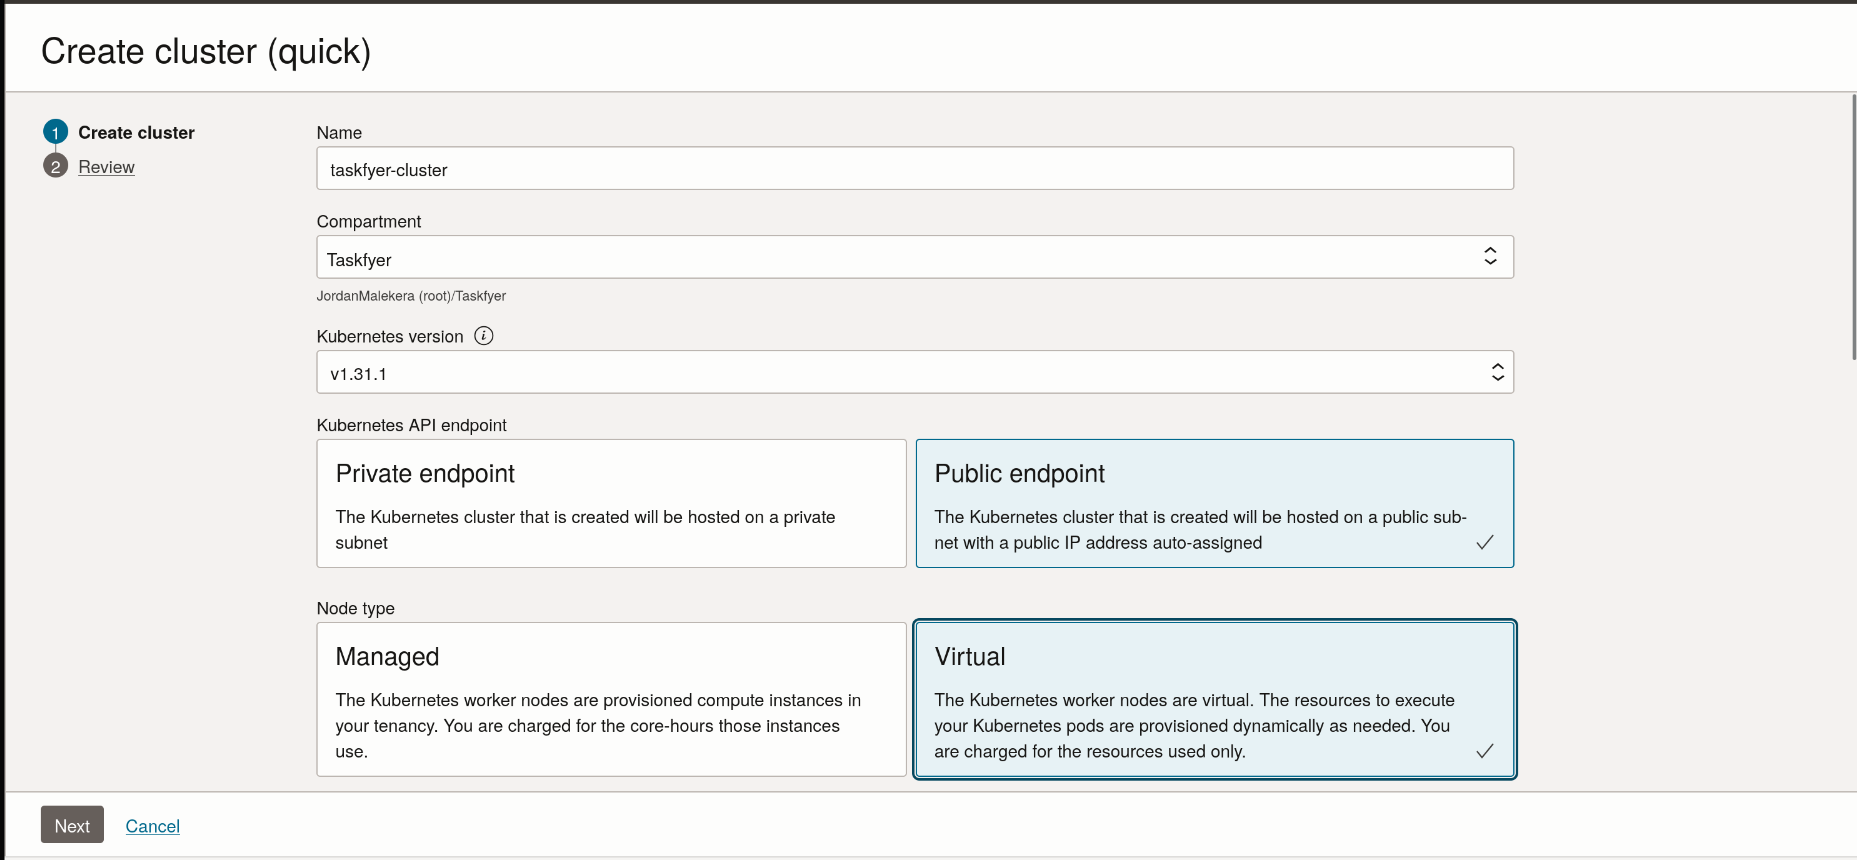 Create cluster (quick)
1 Create cluster
2 Review
Name
taskfyer-cluster
Compartment
Taskfyer
JordanMalekera (root)/Taskfyer
Kubernetes version i
v1.31.1
Kubernetes API endpoint
Private endpoint
The Kubernetes cluster that is created will be hosted on a private
subnet
Public endpoint
The Kubernetes cluster that is created will be hosted on a public sub-
net with a public IP address auto-assigned
Node type
Managed
The Kubernetes worker nodes are provisioned compute instances in
your tenancy. You are charged for the core-hours those instances
use.
Virtual
The Kubernetes worker nodes are virtual. The resources to execute
your Kubernetes pods are provisioned dynamically as needed. You
are charged for the resources used only.
Next Cancel